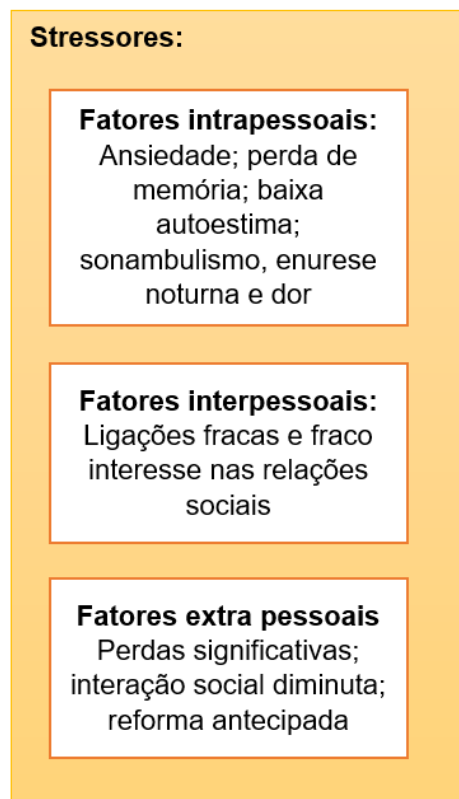 Stressores:
Fatores intrapessoais:
Ansiedade; perda de
memória; baixa
autoestima;
sonambulismo, enurese
noturna e dor
Fatores interpessoais:
Ligações fracas e fraco
interesse nas relações
sociais
Fatores extra pessoais
Perdas significativas;
interação social diminuta;
reforma antecipada